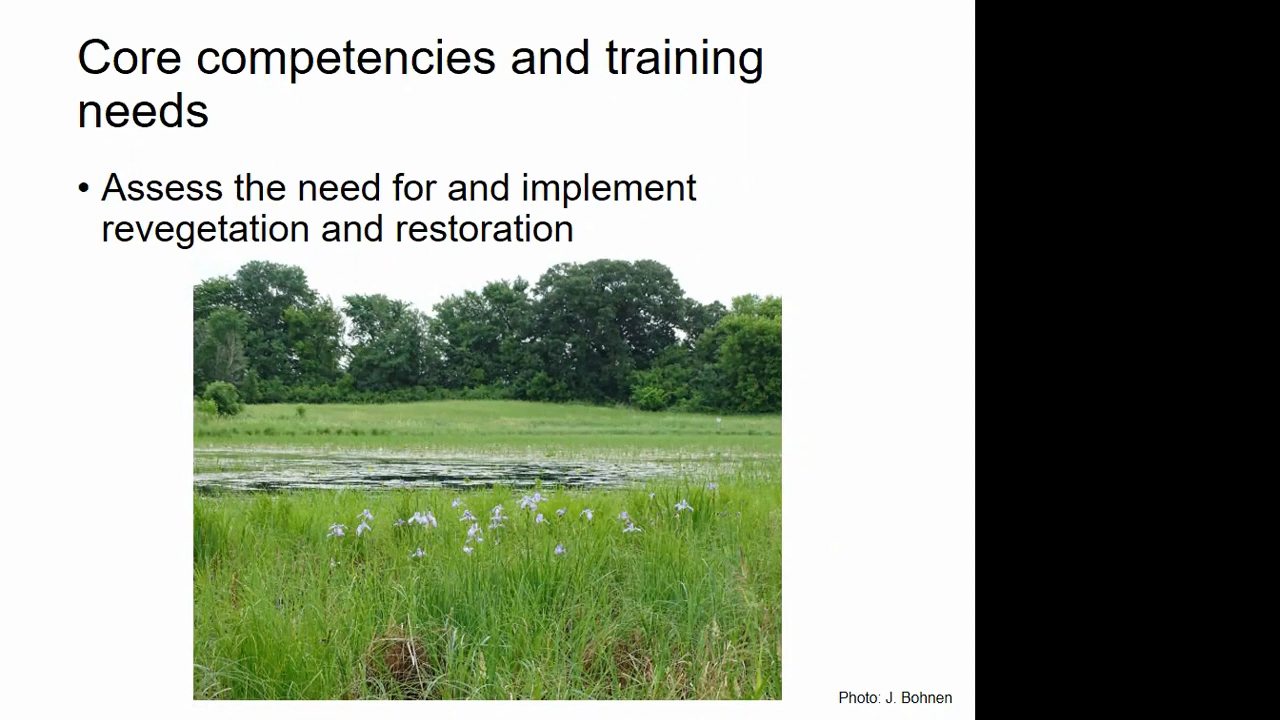 Core competencies and training
needs
• Assess the need for and implement
revegetation and restoration
Photo: J. Bohnen